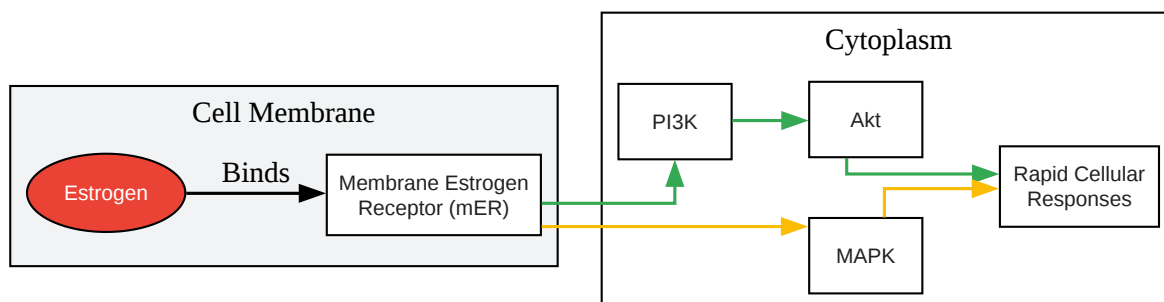 Cell Membrane
Estrogen
Binds
Membrane Estrogen
Receptor (mER)
Cytoplasm
PI3K
Akt
MAPK
Rapid Cellular
Responses